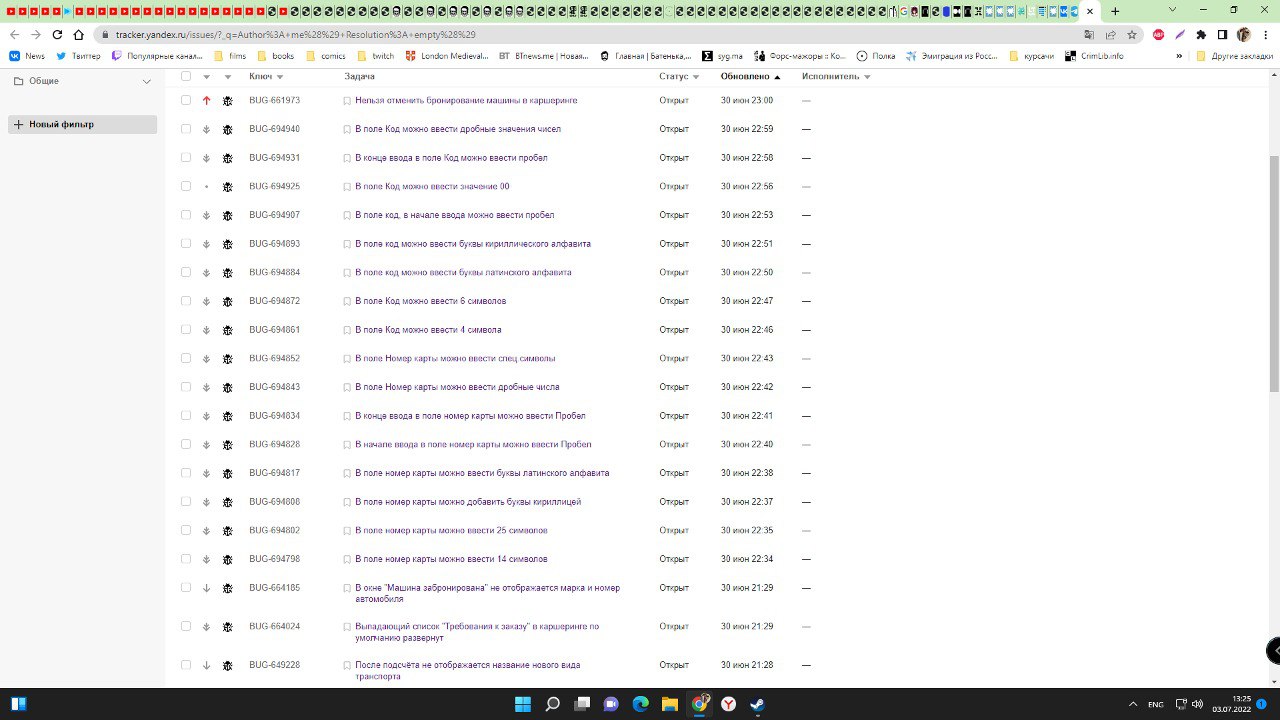 tracker.yandex.ru/issues/?_q=Author%3A+me%28%29+Resolution%3A+empty%28%29
News Твиттер Популярные канал... films books comics twitch London Medieval... BTnews.me | Новая... Главная | Батенька,... sygma Форс-мажоры :: Ко... Полка Эмиграция из Росс... курсачи CrimLib.info » Другие закладки
Общие
Новый фильтр
Ключ Задача Статус Обновлено Исполнитель
BUG-661973 Нельзя отменить бронирование машины в каршеринге Открыт 30 июн 23:00 —
BUG-694940 В поле Код можно ввести дробные значения чисел Открыт 30 июн 22:59 —
BUG-694931 В конце ввода в поле Код можно ввести пробел Открыт 30 июн 22:58 —
BUG-694925 В поле Код можно ввести значение 00 Открыт 30 июн 22:56 —
BUG-694907 В поле код, в начале ввода можно ввести пробел Открыт 30 июн 22:53 —
BUG-694893 В поле код можно ввести буквы кириллического алфавита Открыт 30 июн 22:51 —
BUG-694884 В поле код можно ввести буквы латинского алфавита Открыт 30 июн 22:50 —
BUG-694872 В поле Код можно ввести 6 символов Открыт 30 июн 22:47 —
BUG-694861 В поле Код можно ввести 4 символа Открыт 30 июн 22:46 —
BUG-694852 В поле Номер карты можно ввести спец символы Открыт 30 июн 22:43 —
BUG-694843 В поле Номер карты можно ввести дробные числа Открыт 30 июн 22:42 —
BUG-694834 В конце ввода в поле номер карты можно ввести Пробел Открыт 30 июн 22:41 —
BUG-694828 В начале ввода в поле номер карты можно ввести Пробел Открыт 30 июн 22:40 —
BUG-694817 В поле номер карты можно ввести буквы латинского алфавита Открыт 30 июн 22:38 —
BUG-694808 В поле номер карты можно добавить буквы кириллицей Открыт 30 июн 22:37 —
BUG-694802 В поле номер карты можно ввести 25 символов Открыт 30 июн 22:35 —
BUG-694798 В поле номер карты можно ввести 14 символов Открыт 30 июн 22:34 —
BUG-664185 В окне "Машина забронирована" не отображается марка и номер Открыт 30 июн 21:29 —
автомобиля
BUG-664024 Выпадающий список "Требования к заказу" в каршеринге по Открыт 30 июн 21:29 —
умолчанию развернут
BUG-649228 После подсчёта не отображается название нового вида Открыт 30 июн 21:28 —
транспорта
ENG 13:25
03.07.2022